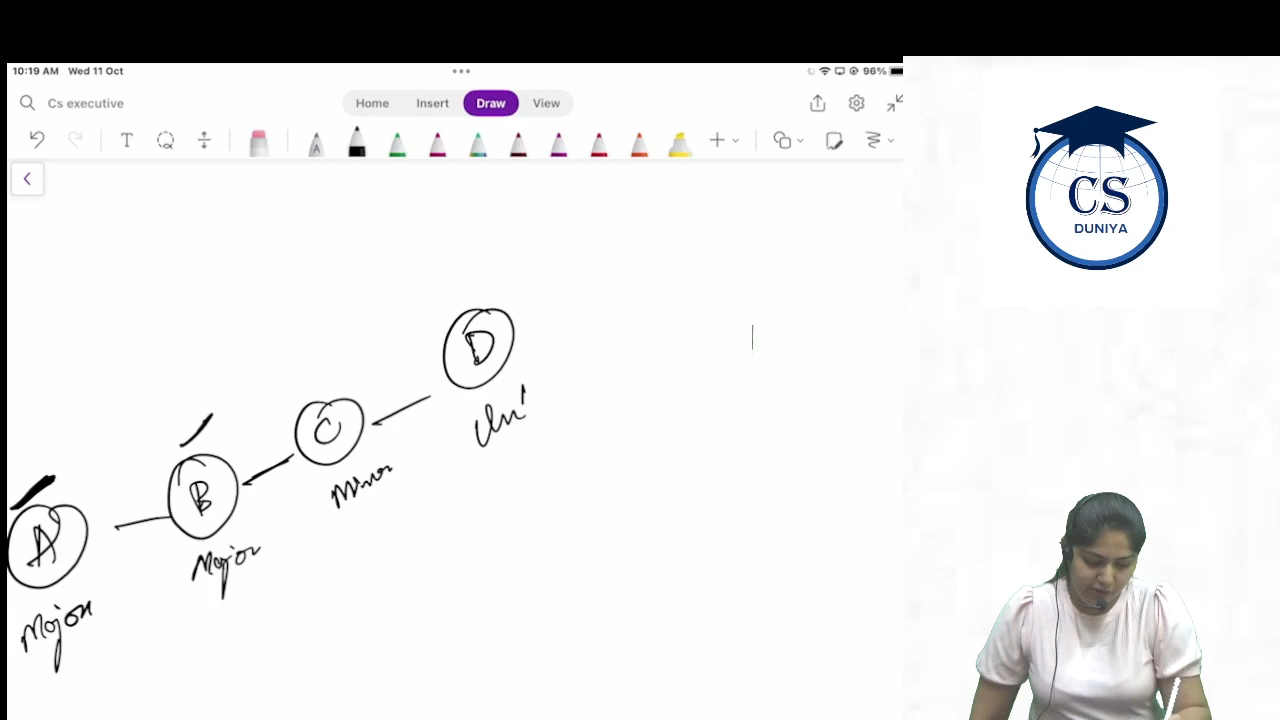 10:19 AM Wed 11 Oct
96%
Cs executive
Home Insert Draw View
T
A
CS
DUNIYA
D
C
Minor
B
Major
A
Major